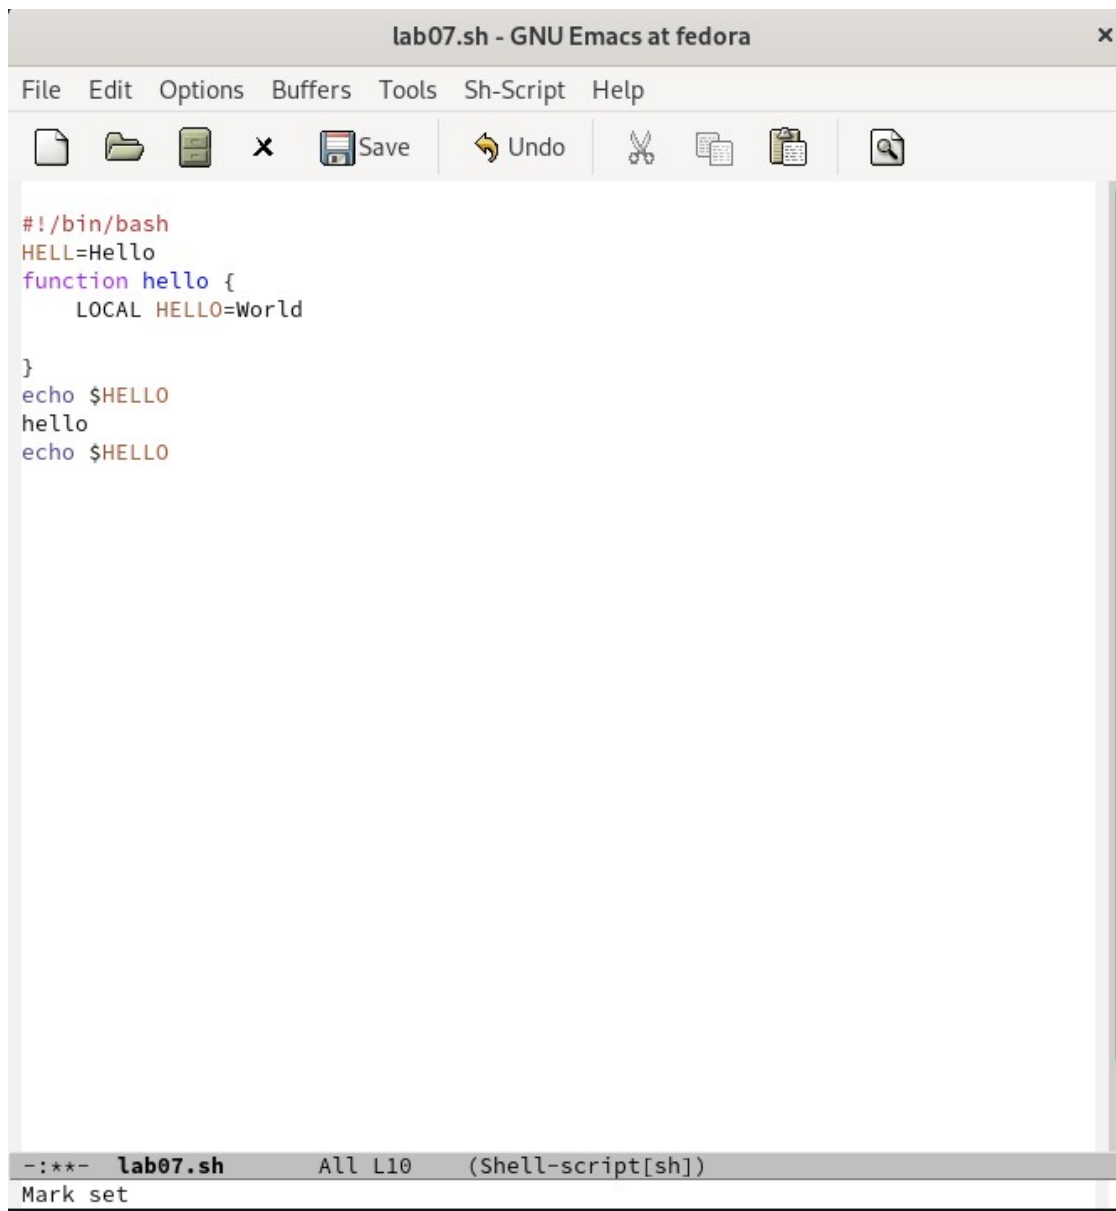 lab07.sh - GNU Emacs at fedora
File Edit Options Buffers Tools Sh-Script Help
Save Undo
#!/bin/bash
HELL=Hello
function hello {
    LOCAL HELLO=World
}
echo $HELLO
hello
echo $HELLO
-:**- lab07.sh All L10 (Shell-script[sh])
Mark set